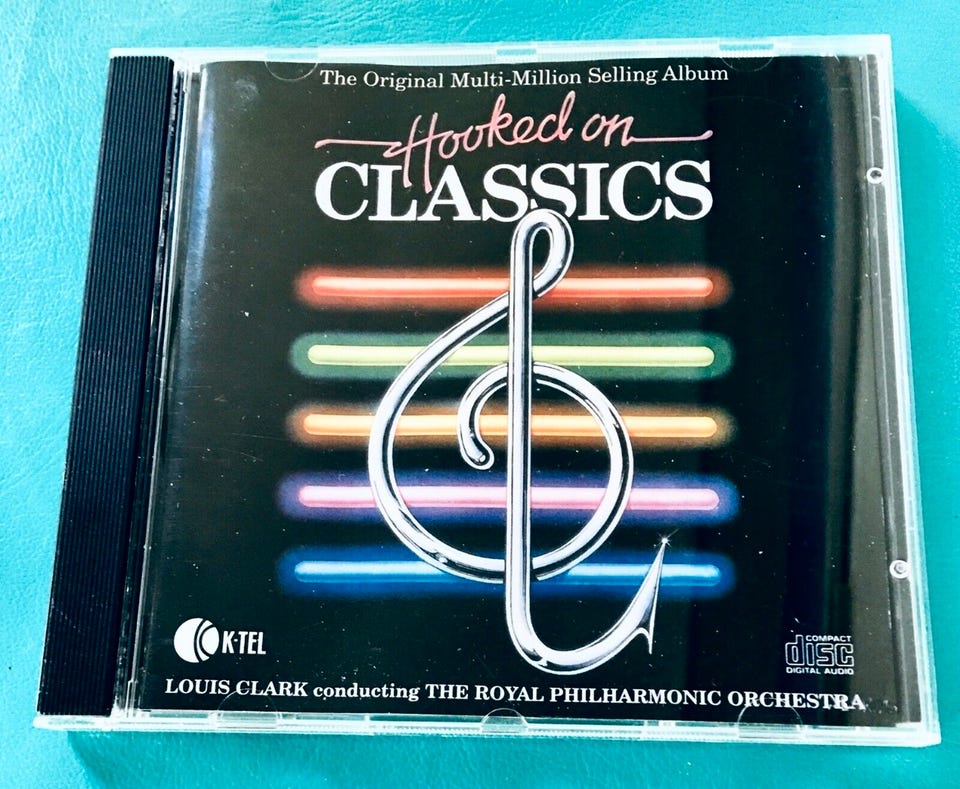 The Original Multi-Million Selling Album
Hooked on
CLASSICS
K-TEL
COMPACT
disc
DIGITAL AUDIO
LOUIS CLARK conducting THE ROYAL PHILHARMONIC ORCHESTRA